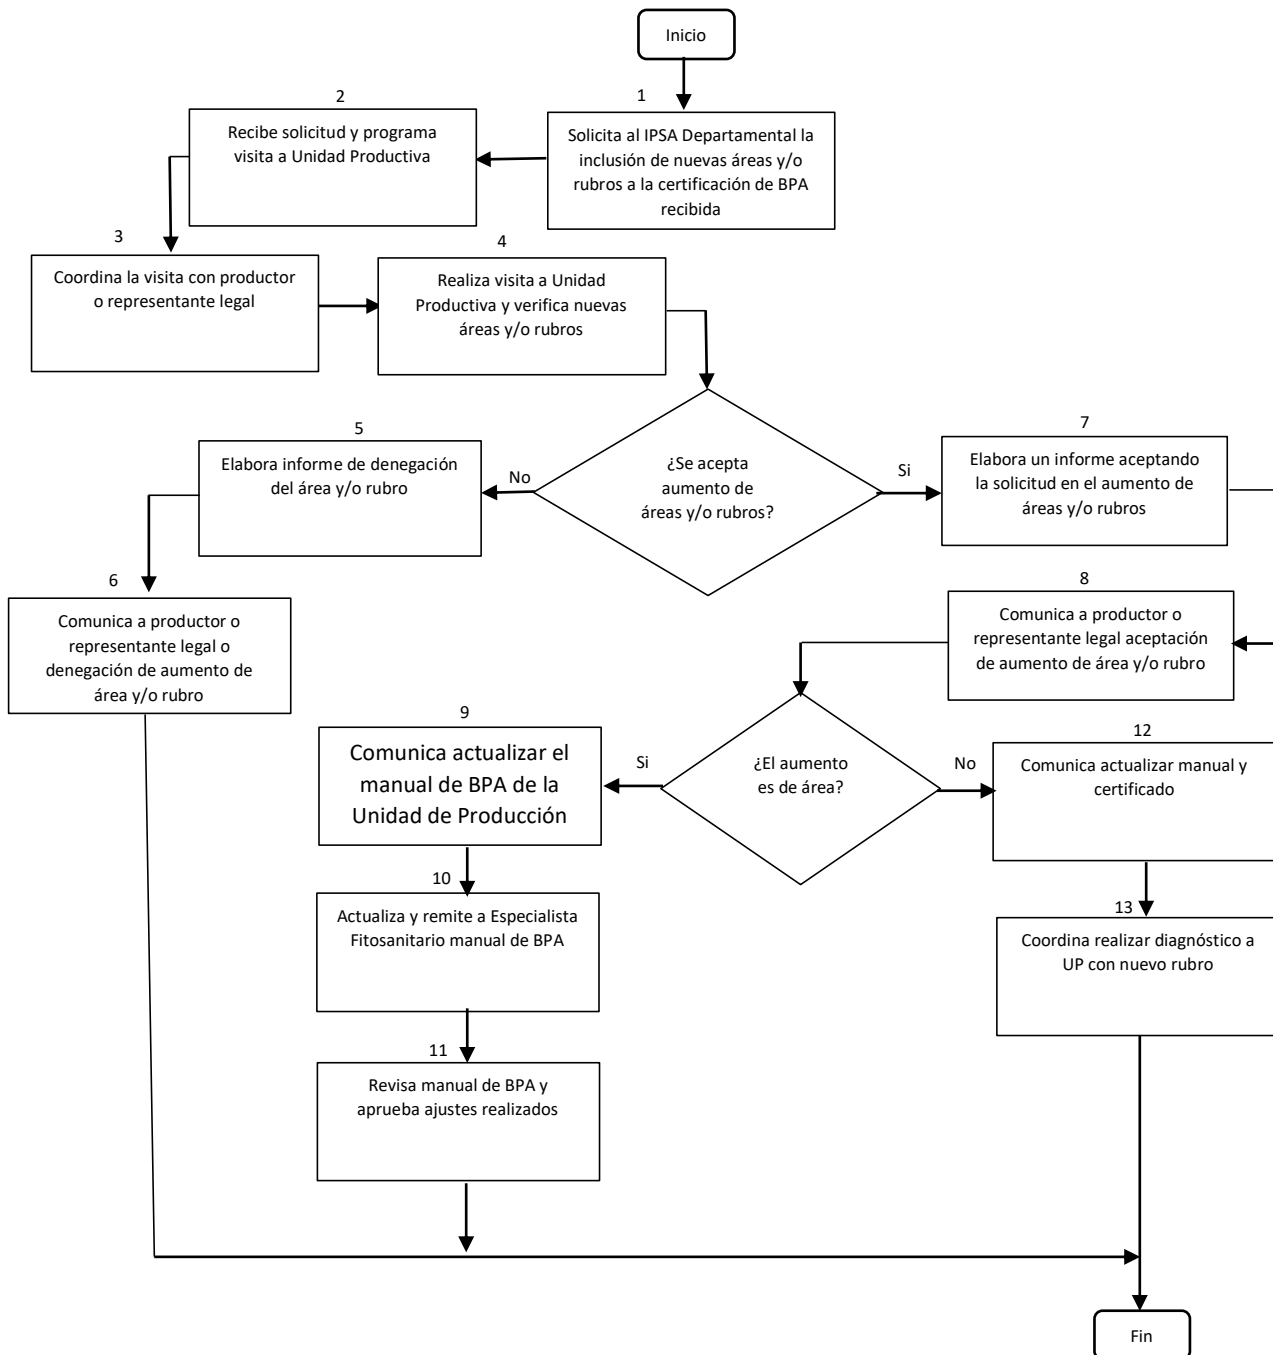 Inicio
1
Solicita al IPSA Departamental la
inclusión de nuevas áreas y/o
rubros a la certificación de BPA
recibida
2
Recibe solicitud y programa
visita a Unidad Productiva
3
Coordina la visita con productor
o representante legal
4
Realiza visita a Unidad
Productiva y verifica nuevas
áreas y/o rubros
¿Se acepta
aumento de
áreas y/o rubros?
No
Si
5
Elabora informe de denegación
del área y/o rubro
6
Comunica a productor o
representante legal o
denegación de aumento de
área y/o rubro
7
Elabora un informe aceptando
la solicitud en el aumento de
áreas y/o rubros
8
Comunica a productor o
representante legal aceptación
de aumento de área y/o rubro
¿El aumento
es de área?
Si
No
9
Comunica actualizar el
manual de BPA de la
Unidad de Producción
10
Actualiza y remite a Especialista
Fitosanitario manual de BPA
11
Revisa manual de BPA y
aprueba ajustes realizados
12
Comunica actualizar manual y
certificado
13
Coordina realizar diagnóstico a
UP con nuevo rubro
Fin